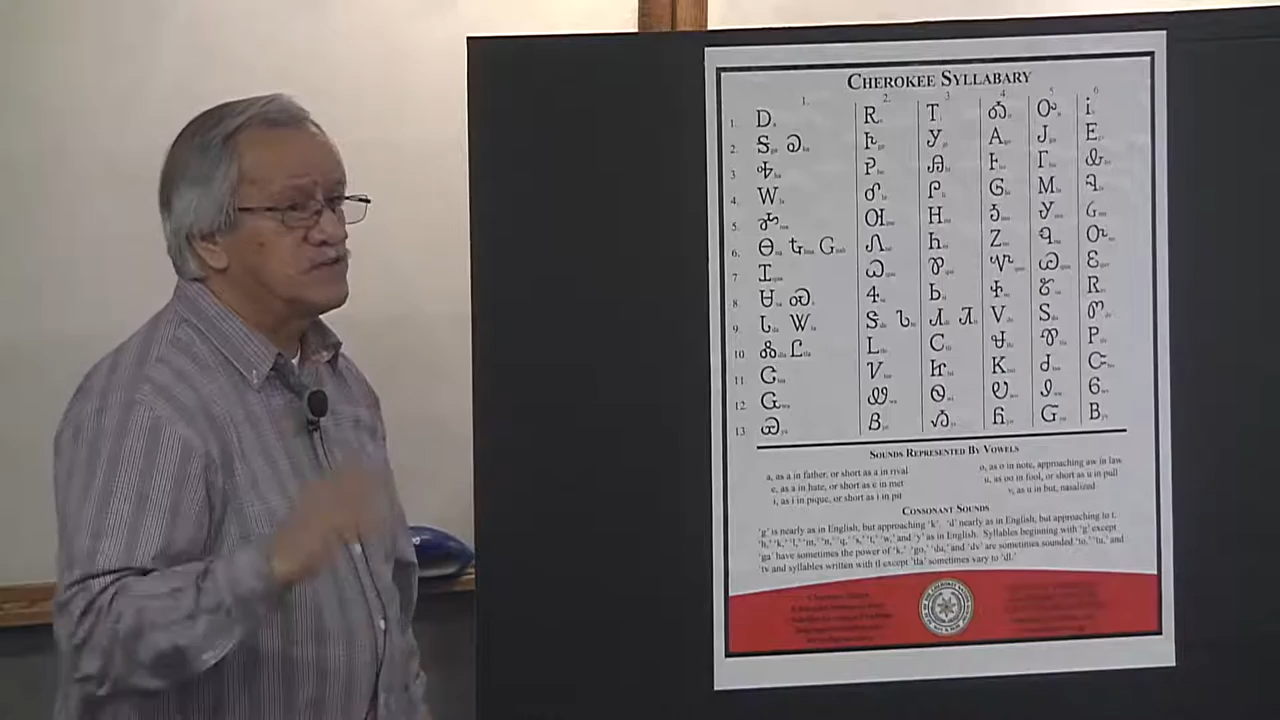 CHEROKEE SYLLABARY
1. 2. 3 4 5 6
1. Ꭰa Ꭱe Ꭲi Ꭳo Ꭴu Ꭵ
2. Ꭶga Ꭷka Ꭸge Ꭹgi Ꭺgo Ꭻgu Ꭼ
3 Ꭽha Ꭾhe Ꭿhi Ꮀho Ꮁhu Ꮂhv
4. Ꮃla Ꮄle Ꮅli Ꮆlo Ꮇlu Ꮈlv
5. Ꮉma Ꮊme Ꮋmi Ꮌmo Ꮍmu Ᏽ
6. Ꮎna Ꮏhna Ꮐnah Ꮑne Ꮒni Ꮓno Ꮔnu Ꮕnv
7 Ꮖqua Ꮗque Ꮘqui Ꮙquo Ꮚquu Ꮛquv
8 Ꮜsa Ꮝs Ꮞse Ꮟsi Ꮠso Ꮡsu Ꮢsv
9 Ꮣda Ꮤta Ꮥde Ꮦte Ꮧdi Ꮨti Ꮩdo Ꮪdu Ꮫdv
10 Ꮬdla Ꮭtla Ꮮtle Ꮯtli Ꮰtlo Ꮱtlu Ꮲtlv
11 Ꮳtsa Ꮴtse Ꮵtsi Ꮶtso Ꮷtsu Ꮸtsv
12 Ꮹwa Ꮺwe Ꮻwi Ꮼwo Ꮽwu Ꮾwv
13 Ꮿya Ᏸye Ᏹyi Ᏺyo Ᏻyu Ᏼyv
SOUNDS REPRESENTED BY VOWELS
a, as a in father, or short as a in rival
e, as a in hate, or short as e in met
i, as i in pique, or short as i in pit
o, as o in note, approaching aw in law
u, as oo in fool, or short as u in pull
v, as u in but, nasalized
CONSONANT SOUNDS
'g' is nearly as in English, but approaching 'k'. 'd' nearly as in English, but approaching to t.
'h,' 'k,' 'l,' 'm,' 'n,' 'q,' 's,' 't,' 'w,' and 'y' as in English. Syllables beginning with 'g' except
'ga' have sometimes the power of 'k,' 'go,' 'du,' and 'dv' are sometimes sounded 'to,' 'tu,' and
'tv and syllables written with tl except 'tla' sometimes vary to 'dl.'